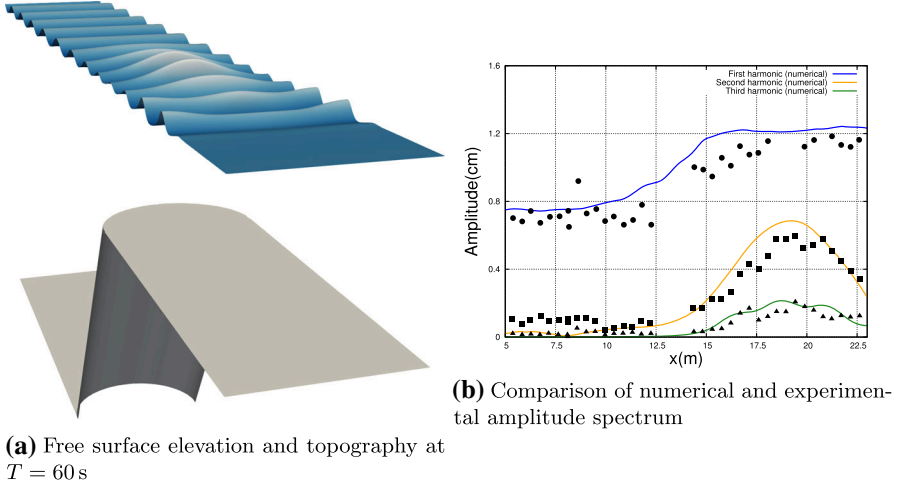 First harmonic (numerical)
Second harmonic (numerical)
Third harmonic (numerical)
1.6
1.2
0.8
0.4
0
Amplitude(cm)
5 7.5 10 12.5 15 17.5 20 22.5
x(m)
(a) Free surface elevation and topography at
T = 60 s
(b) Comparison of numerical and experimen-
tal amplitude spectrum